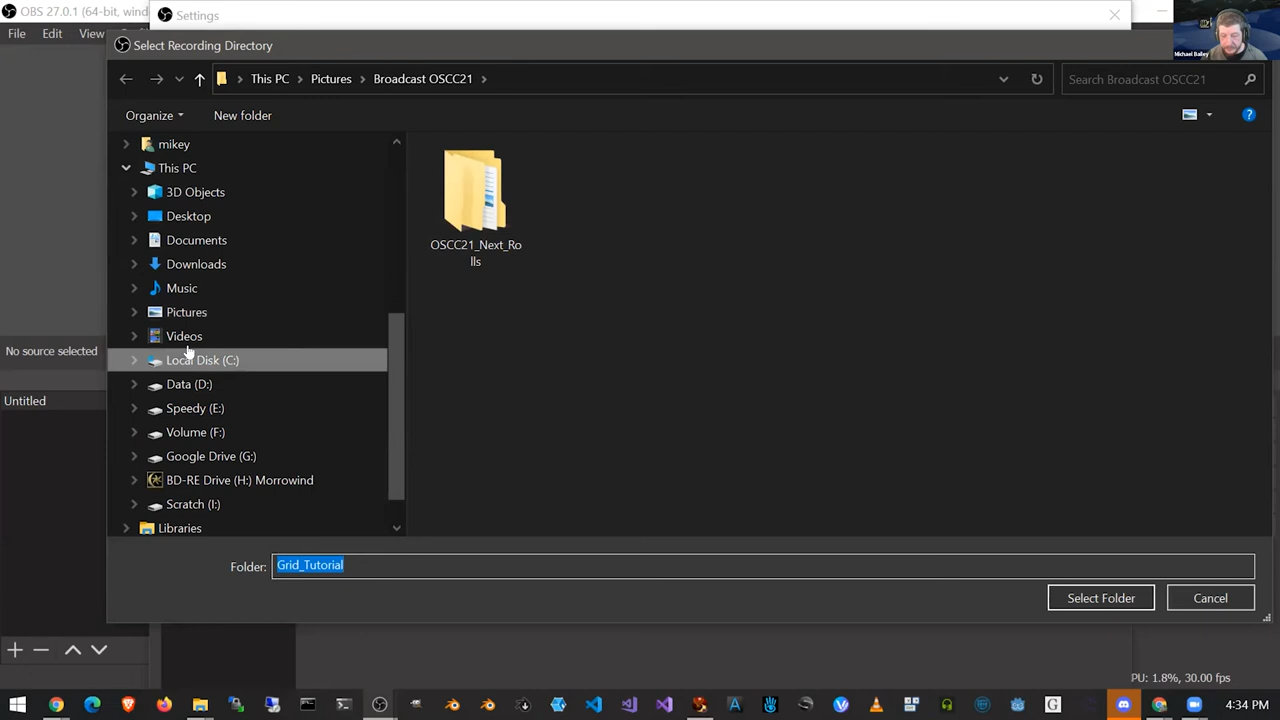 OBS 27.0.1 (64-bit, windo
Settings
File Edit View
Michael Bailey
Select Recording Directory
This PC Pictures Broadcast OSCC21
Search Broadcast OSCC21
Organize New folder
mikey
This PC
3D Objects
Desktop
Documents
Downloads
Music
Pictures
Videos
Local Disk (C:)
Data (D:)
Speedy (E:)
Volume (F:)
Google Drive (G:)
BD-RE Drive (H:) Morrowind
Scratch (I:)
Libraries
OSCC21_Next_Ro
lls
No source selected
Untitled
Folder: Grid_Tutorial
Select Folder Cancel
PU: 1.8%, 30.00 fps
4:34 PM